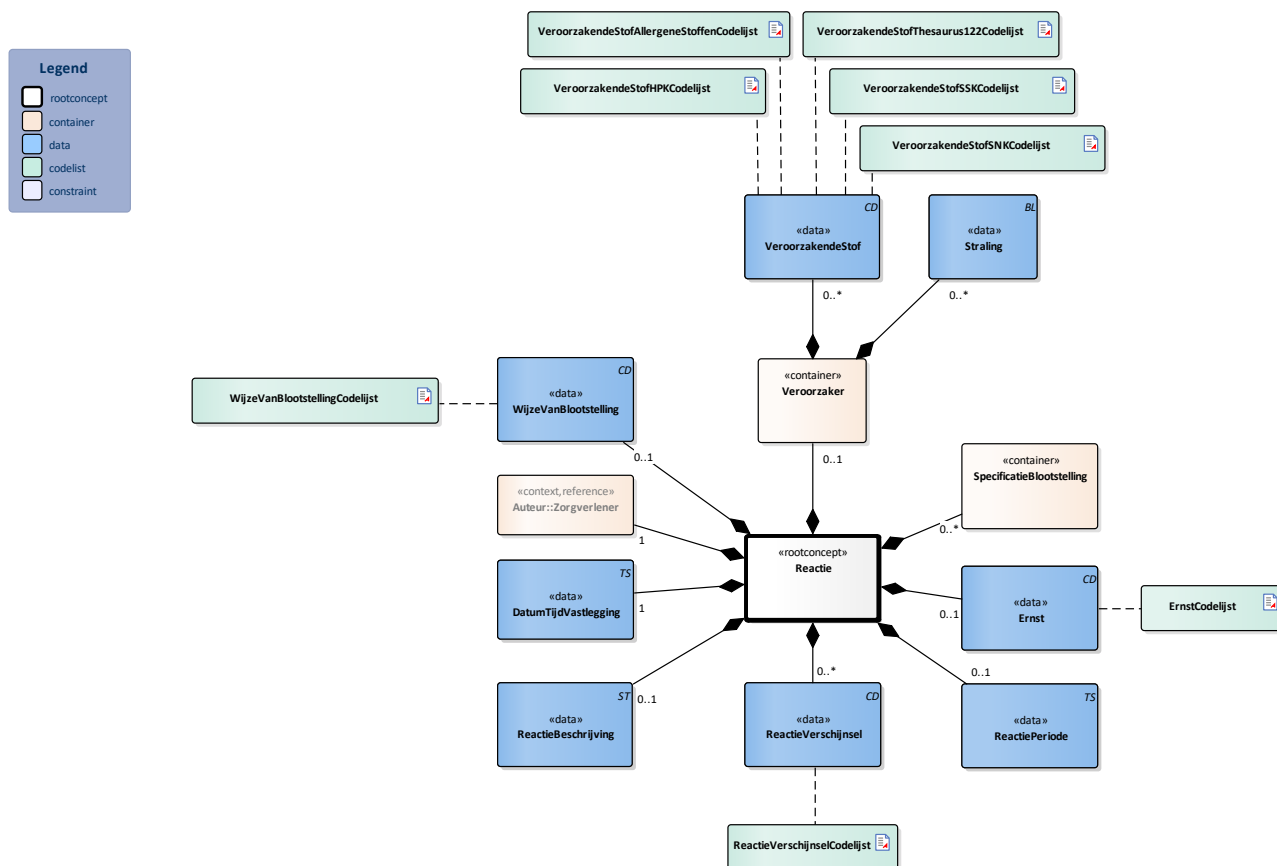 Legend
rootconcept
container
data
codelist
constraint
VeroorzakendeStofAllergeneStoffenCodelijst
VeroorzakendeStofThesaurus122Codelijst
VeroorzakendeStofHPKCodelijst
VeroorzakendeStofSSKCodelijst
VeroorzakendeStofSNKCodelijst
CD
«data»
VeroorzakendeStof
BL
«data»
Straling
0..*
0..*
CD
«data»
WijzeVanBlootstelling
WijzeVanBlootstellingCodelijst
«container»
Veroorzaker
0..1
0..1
«container»
SpecificatieBlootstelling
0..*
«context,reference»
Auteur::Zorgverlener
1
«rootconcept»
Reactie
TS
«data»
DatumTijdVastlegging
1
CD
«data»
Ernst
0..1
ErnstCodelijst
ST
«data»
ReactieBeschrijving
0..1
0..*
CD
«data»
ReactieVerschijnsel
0..1
TS
«data»
ReactiePeriode
ReactieVerschijnselCodelijst